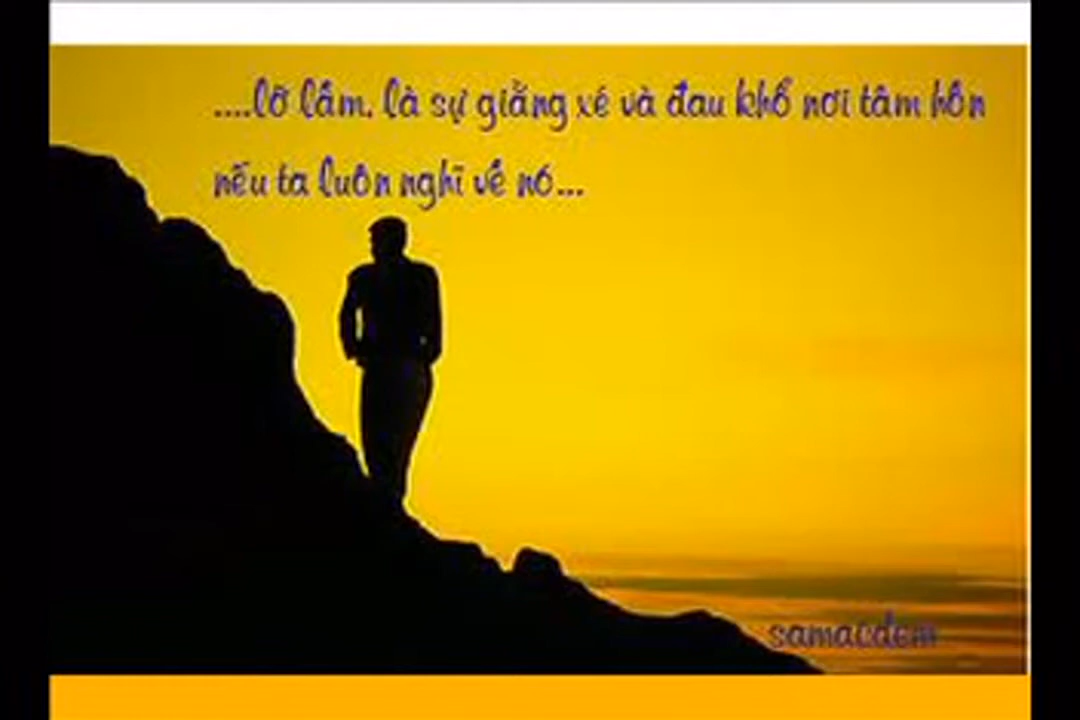 ....lỡ lầm, là sự giằng xé và đau khổ nơi tâm hồn
nếu ta luôn nghĩ về nó...
samacdem